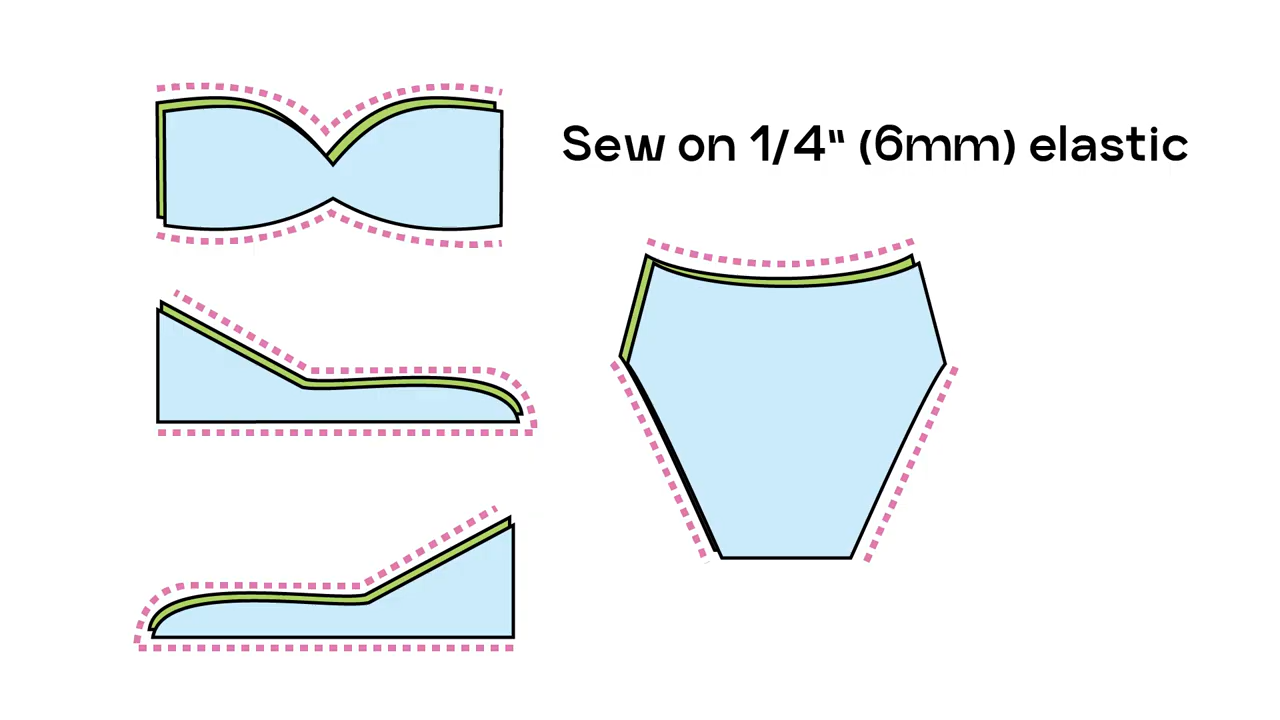 Sew on 1/4“ (6mm) elastic